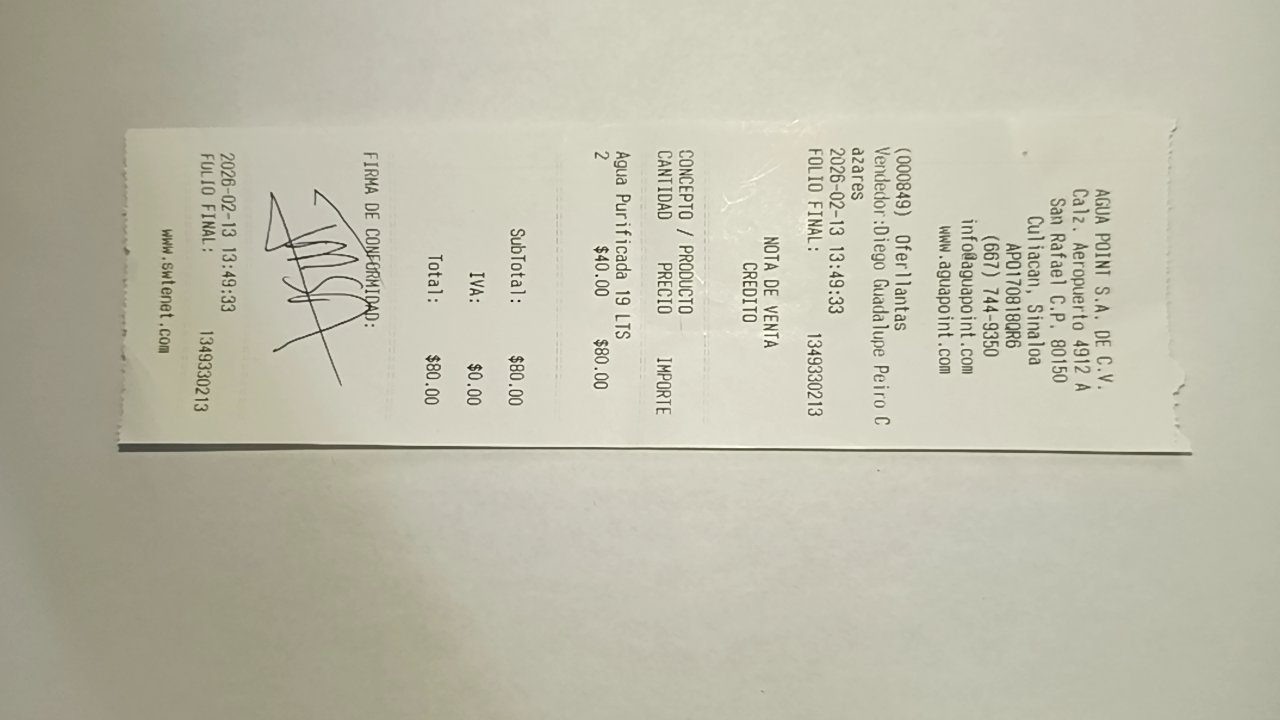 AGUA POINT S.A. DE C.V.
Calz. Aeropuerto 4912 A
San Rafael C.P. 80150
Culiacan, Sinaloa
APO170818QR6
(667) 744-9350
info@aguapoint.com
www.aguapoint.com
(000849) Oferllantas
Vendedor:Diego Guadalupe Peiro C
azares
2026-02-13 13:49:33
FOLIO FINAL: 1349330213
NOTA DE VENTA
CREDITO
CONCEPTO / PRODUCTO
CANTIDAD PRECIO IMPORTE
Agua Purificada 19 LTS
2 $40.00 $80.00
SubTotal: $80.00
IVA: $0.00
Total: $80.00
FIRMA DE CONFORMIDAD:
2026-02-13 13:49:33
FOLIO FINAL: 1349330213
www.swtenet.com